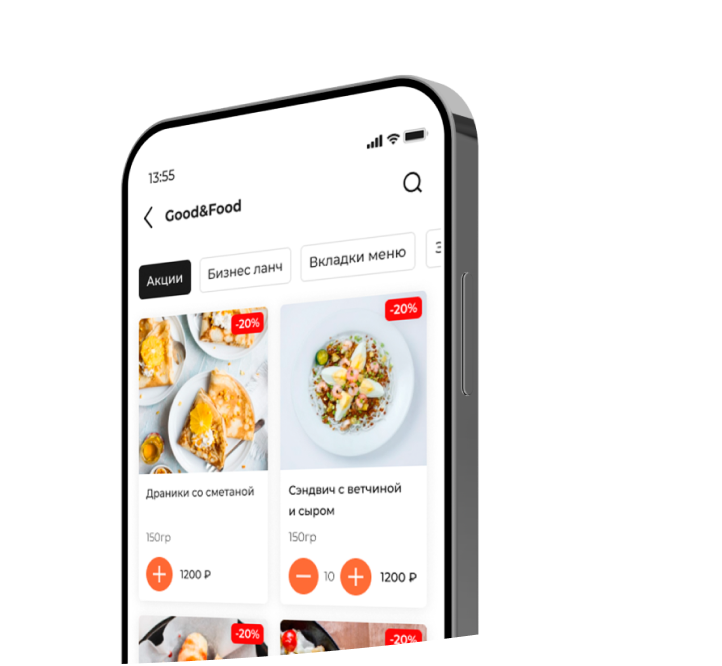 13:55
Good&Food
Акции
Бизнес ланч
Вкладки меню
-20%
-20%
Драники со сметаной
150гр
1200 ₽
Сэндвич с ветчиной
и сыром
150гр
10
1200 ₽
-20%
-20%